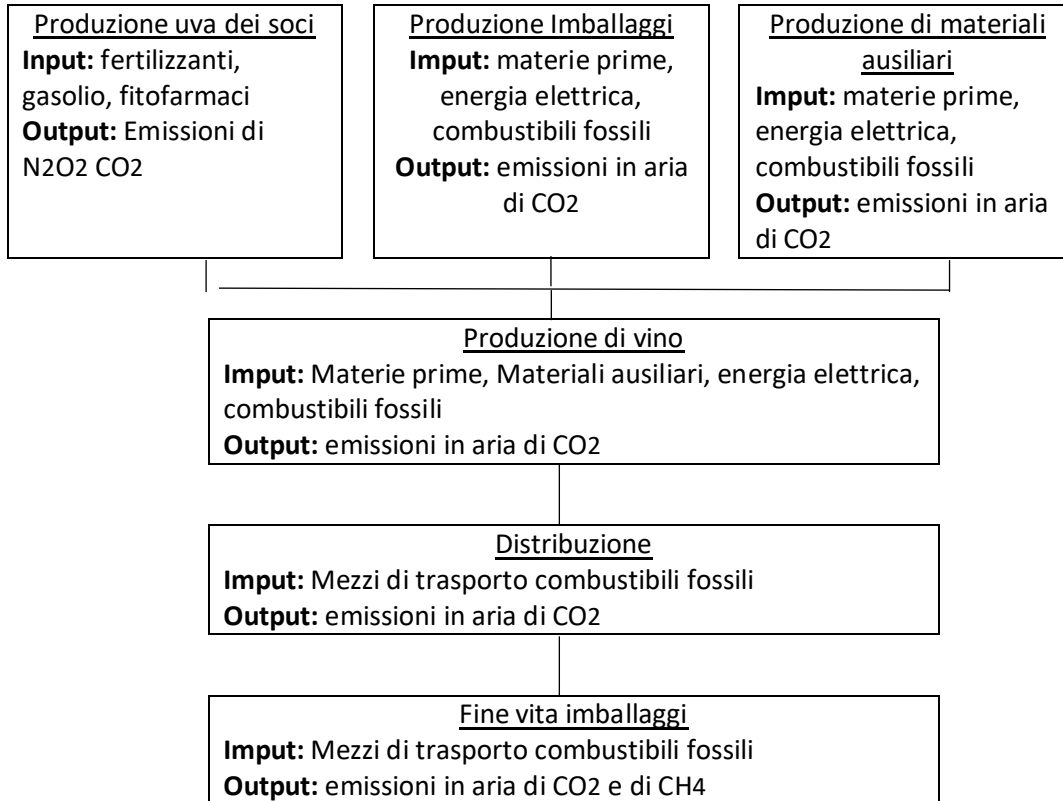 Produzione uva dei soci
Input: fertilizzanti,
gasolio, fitofarmaci
Output: Emissioni di
N2O2 CO2
Produzione Imballaggi
Imput: materie prime,
energia elettrica,
combustibili fossili
Output: emissioni in aria
di CO2
Produzione di materiali
ausiliari
Imput: materie prime,
energia elettrica,
combustibili fossili
Output: emissioni in aria
di CO2
Produzione di vino
Imput: Materie prime, Materiali ausiliari, energia elettrica,
combustibili fossili
Output: emissioni in aria di CO2
Distribuzione
Imput: Mezzi di trasporto combustibili fossili
Output: emissioni in aria di CO2
Fine vita imballaggi
Imput: Mezzi di trasporto combustibili fossili
Output: emissioni in aria di CO2 e di CH4